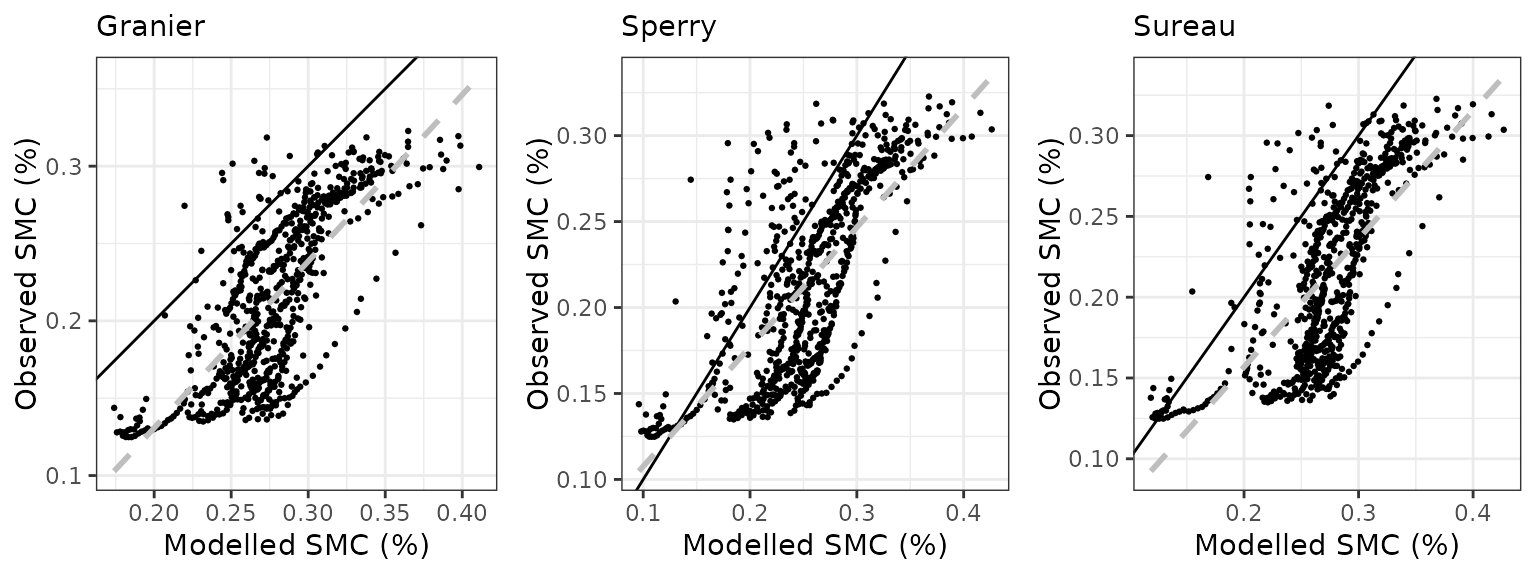 Granier
Observed SMC (%)
0.3
0.2
0.1
0.20 0.25 0.30 0.35 0.40
Modelled SMC (%)
Sperry
Observed SMC (%)
0.30
0.25
0.20
0.15
0.10
0.1 0.2 0.3 0.4
Modelled SMC (%)
Sureau
Observed SMC (%)
0.30
0.25
0.20
0.15
0.10
0.2 0.3 0.4
Modelled SMC (%)